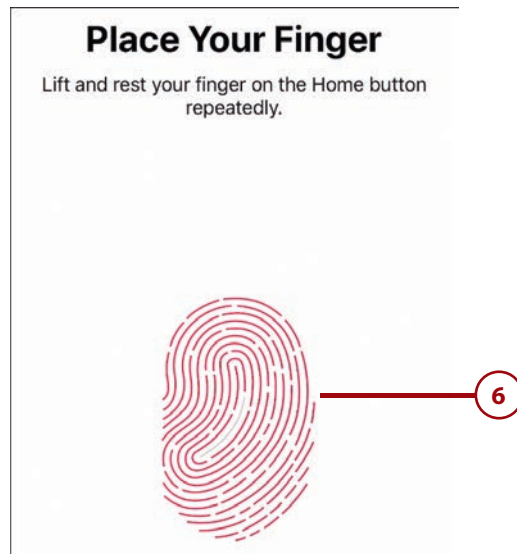 Place Your Finger
Lift and rest your finger on the Home button
repeatedly.
6